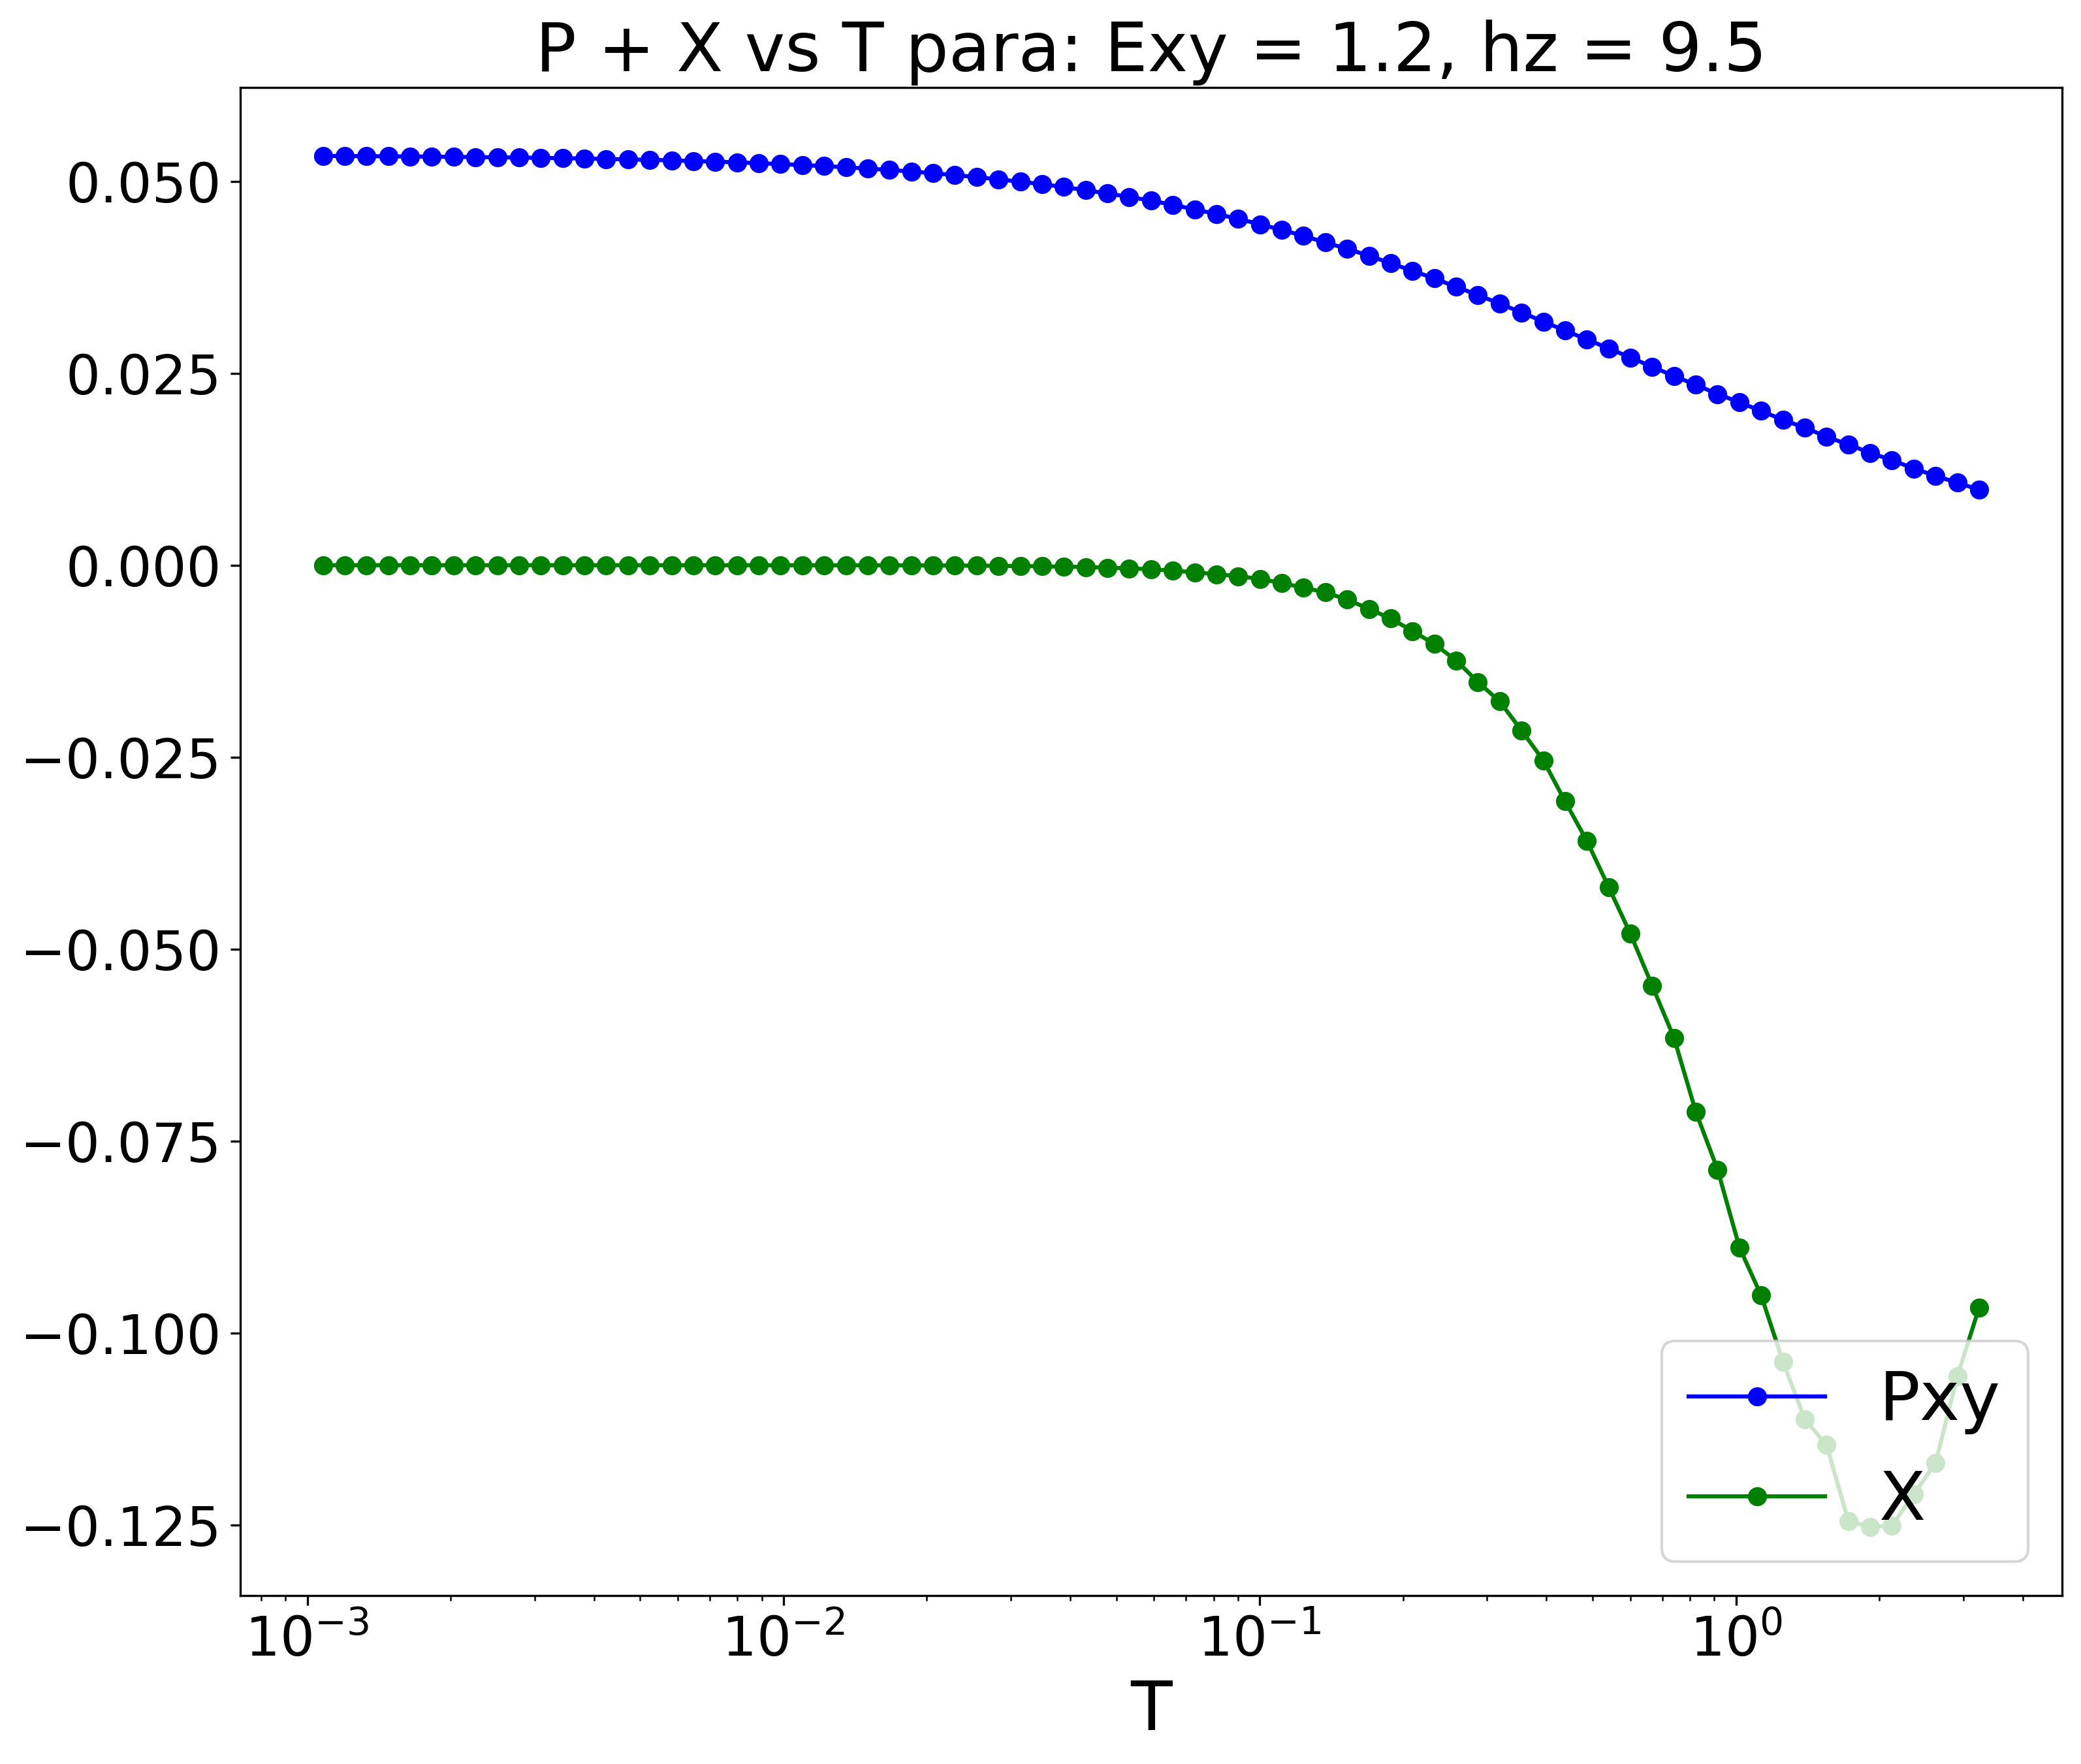 P + X vs T para: Exy = 1.2, hz = 9.5
0.050
0.025
0.000
−0.025
−0.050
−0.075
−0.100
−0.125
Pxy
X
10⁻³ 10⁻² 10⁻¹ 10⁰
T